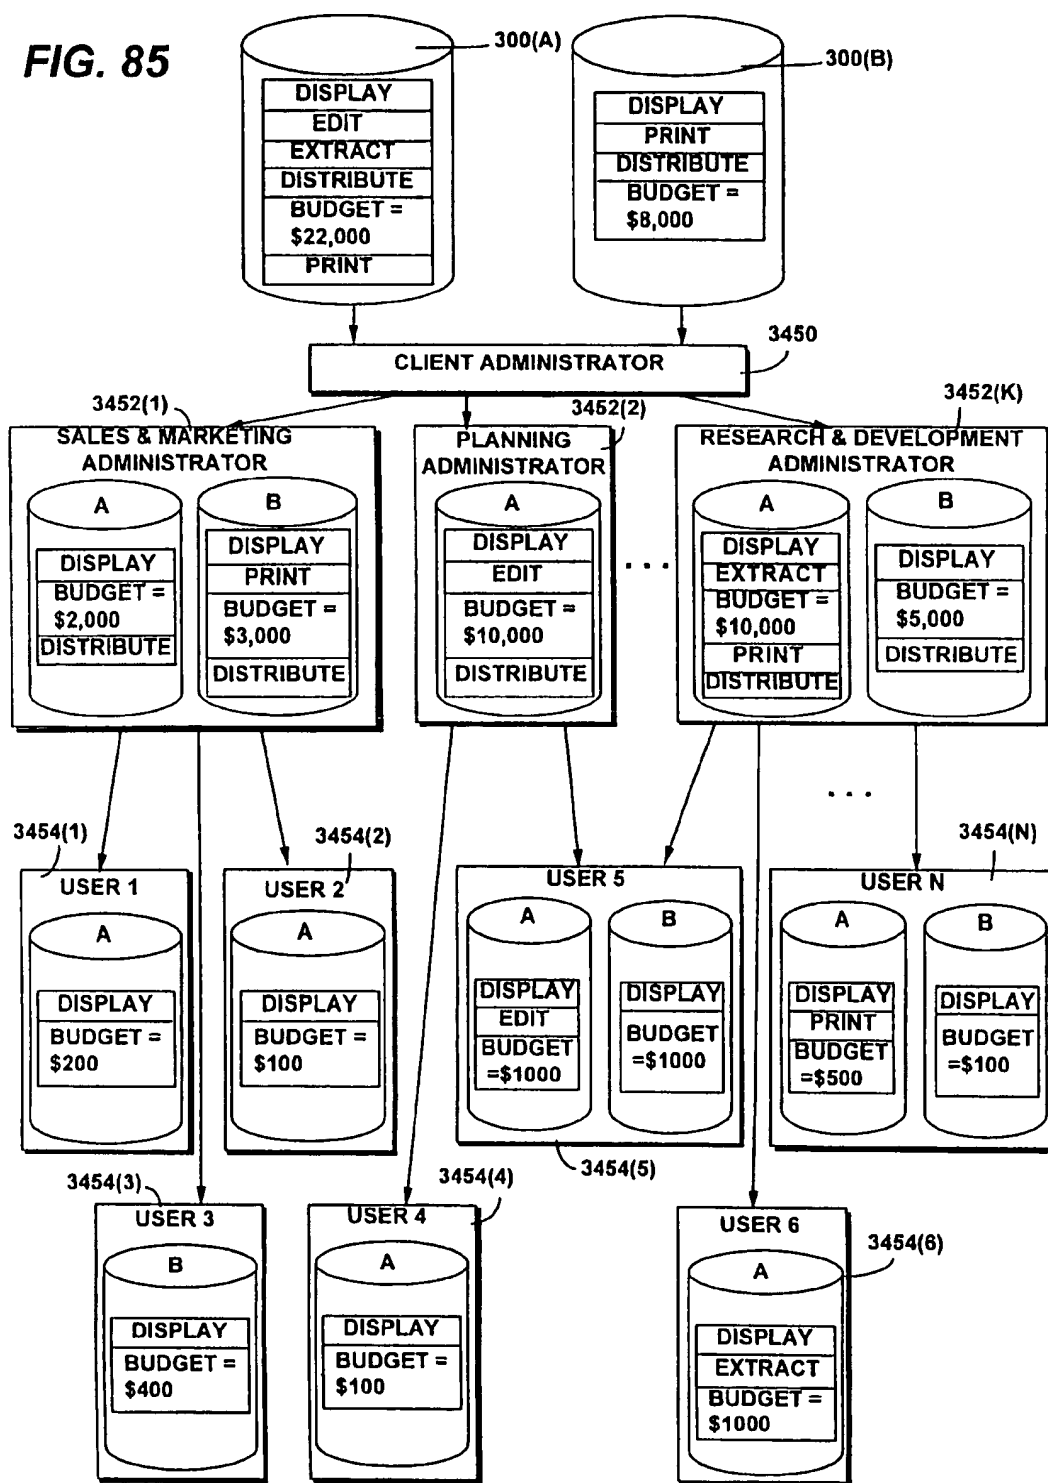 FIG. 85
300(A)
DISPLAY
EDIT
EXTRACT
DISTRIBUTE
BUDGET =
$22,000
PRINT
300(B)
DISPLAY
PRINT
DISTRIBUTE
BUDGET =
$8,000
CLIENT ADMINISTRATOR
3450
3452(1)
SALES & MARKETING
ADMINISTRATOR
A
DISPLAY
BUDGET =
$2,000
DISTRIBUTE
B
DISPLAY
PRINT
BUDGET =
$3,000
DISTRIBUTE
3452(2)
PLANNING
ADMINISTRATOR
A
DISPLAY
EDIT
BUDGET =
$10,000
DISTRIBUTE
. . .
3452(K)
RESEARCH & DEVELOPMENT
ADMINISTRATOR
A
DISPLAY
EXTRACT
BUDGET =
$10,000
PRINT
DISTRIBUTE
B
DISPLAY
BUDGET =
$5,000
DISTRIBUTE
. . .
3454(1)
USER 1
A
DISPLAY
BUDGET =
$200
3454(2)
USER 2
A
DISPLAY
BUDGET =
$100
USER 5
A
DISPLAY
EDIT
BUDGET
=$1000
B
DISPLAY
BUDGET
=$1000
3454(5)
3454(N)
USER N
A
DISPLAY
PRINT
BUDGET
=$500
B
DISPLAY
BUDGET
=$100
3454(3)
USER 3
B
DISPLAY
BUDGET =
$400
3454(4)
USER 4
A
DISPLAY
BUDGET =
$100
USER 6
3454(6)
A
DISPLAY
EXTRACT
BUDGET =
$1000